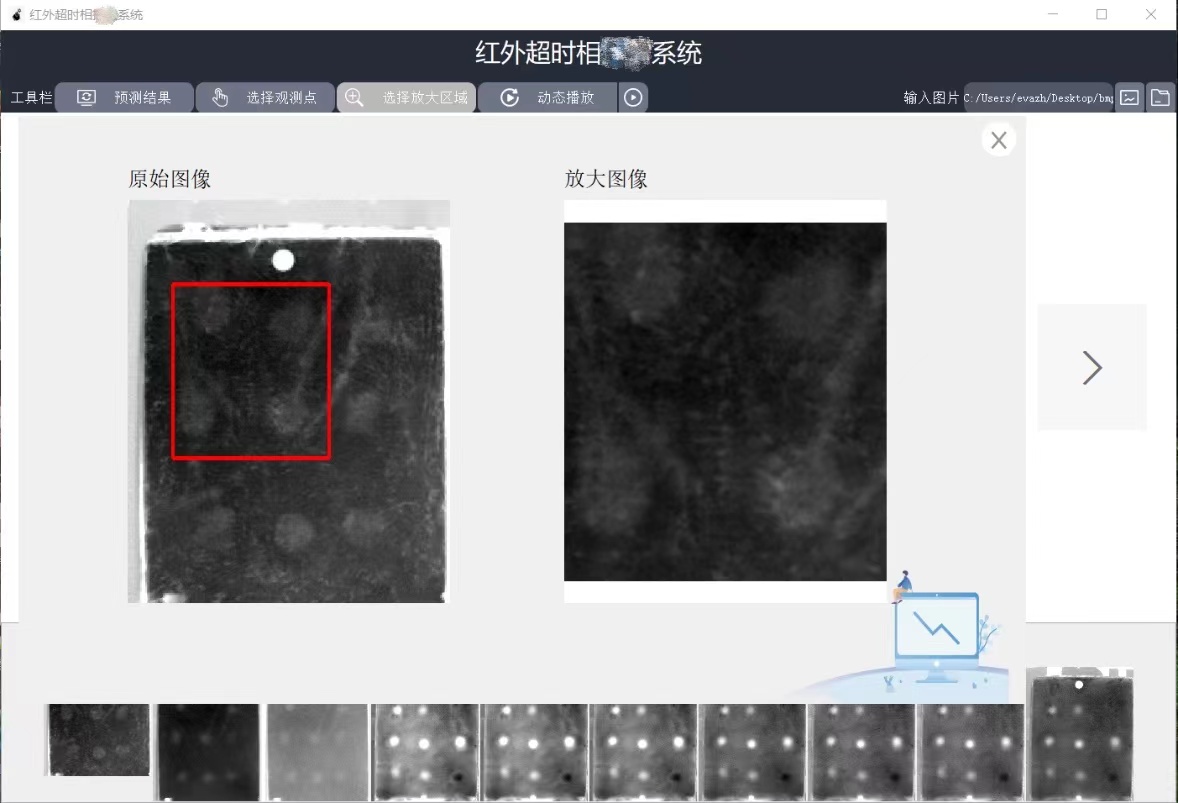 红外超时相 系统
红外超时相 系统
工具栏 预测结果 选择观测点 选择放大区域 动态播放 输入图片 C:/Users/evazh/Desktop/bm
原始图像 放大图像